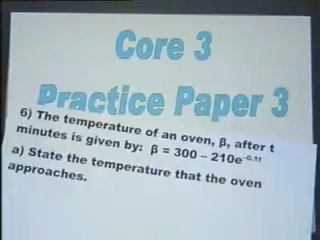 Core 3
Practice Paper 3
6) The temperature of an oven, β, after t
minutes is given by: β = 300 – 210e⁻⁰·¹ᵗ
a) State the temperature that the oven
approaches.